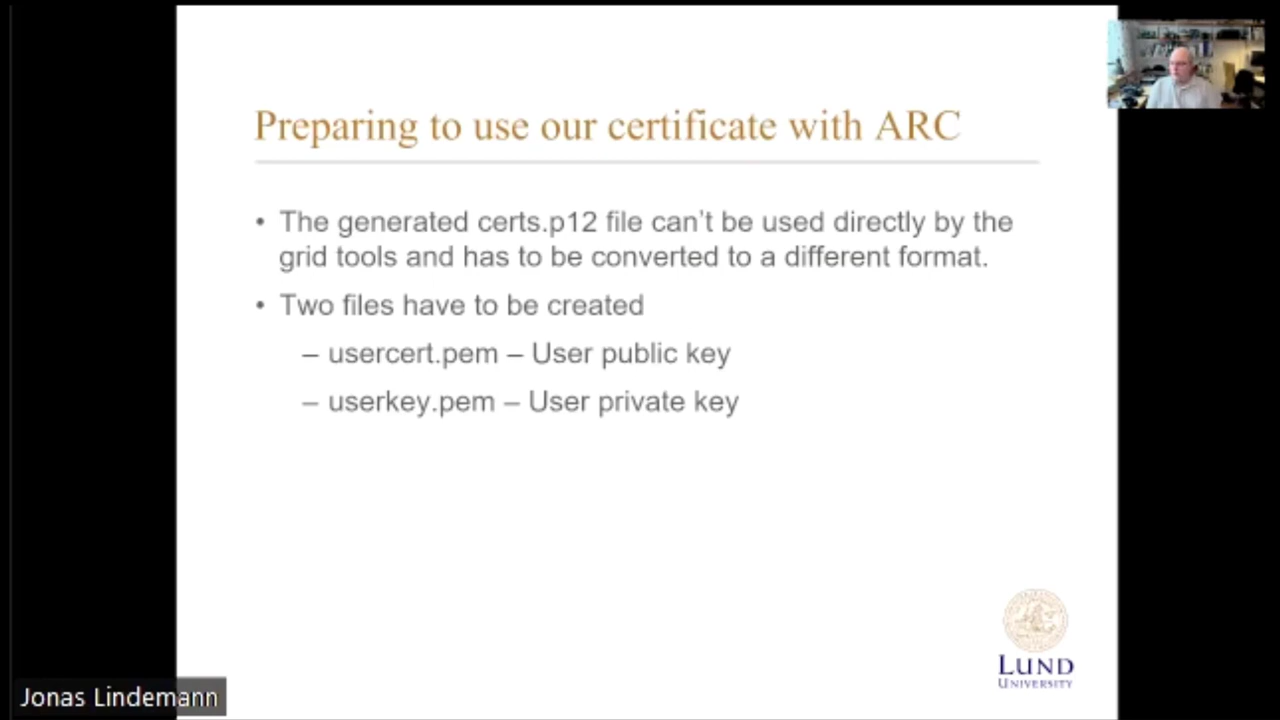 Preparing to use our certificate with ARC
• The generated certs.p12 file can't be used directly by the
grid tools and has to be converted to a different format.
• Two files have to be created
– usercert.pem – User public key
– userkey.pem – User private key
LUND
UNIVERSITY
Jonas Lindemann